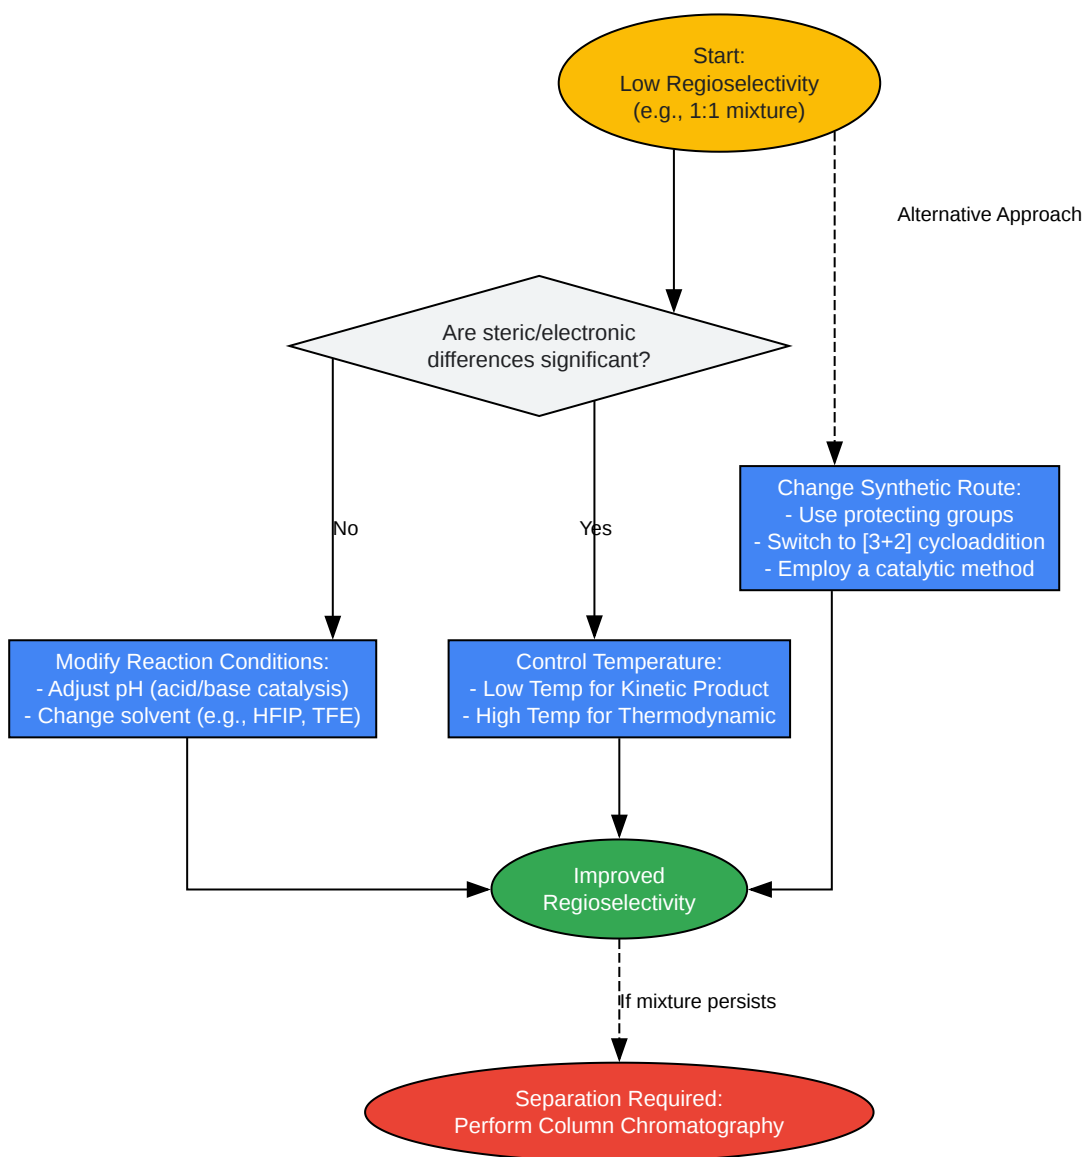 Start:
Low Regioselectivity
(e.g., 1:1 mixture)
Alternative Approach
Are steric/electronic
differences significant?
No
Yes
Change Synthetic Route:
- Use protecting groups
- Switch to [3+2] cycloaddition
- Employ a catalytic method
Modify Reaction Conditions:
- Adjust pH (acid/base catalysis)
- Change solvent (e.g., HFIP, TFE)
Control Temperature:
- Low Temp for Kinetic Product
- High Temp for Thermodynamic
Improved
Regioselectivity
If mixture persists
Separation Required:
Perform Column Chromatography